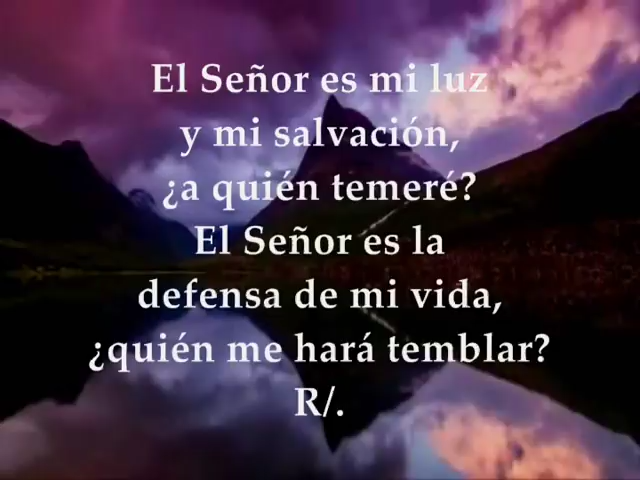 El Señor es mi luz
y mi salvación,
¿a quién temeré?
El Señor es la
defensa de mi vida,
¿quién me hará temblar?
R/.